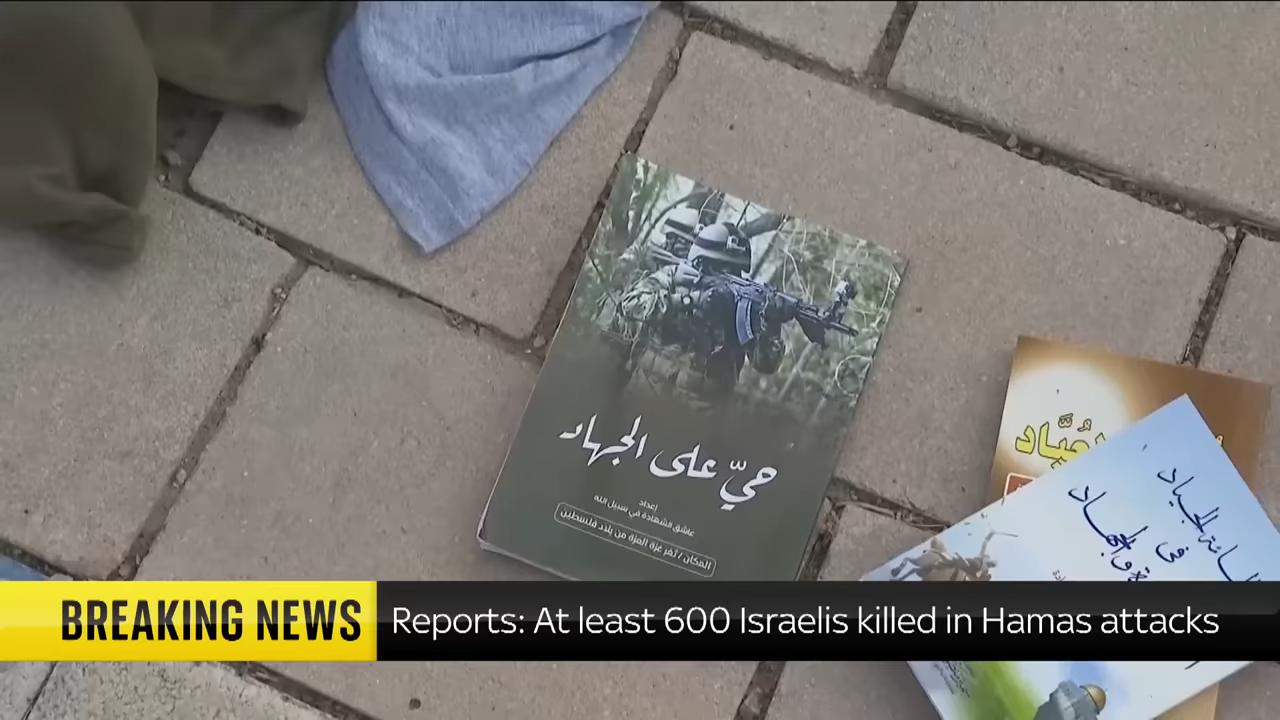 حيّ على الجهاد
إعداد
عاشق الشهادة في سبيل الله
المكان / ثغر غزة العزة من بلاد فلسطين
في
BREAKING NEWS
Reports: At least 600 Israelis killed in Hamas attacks